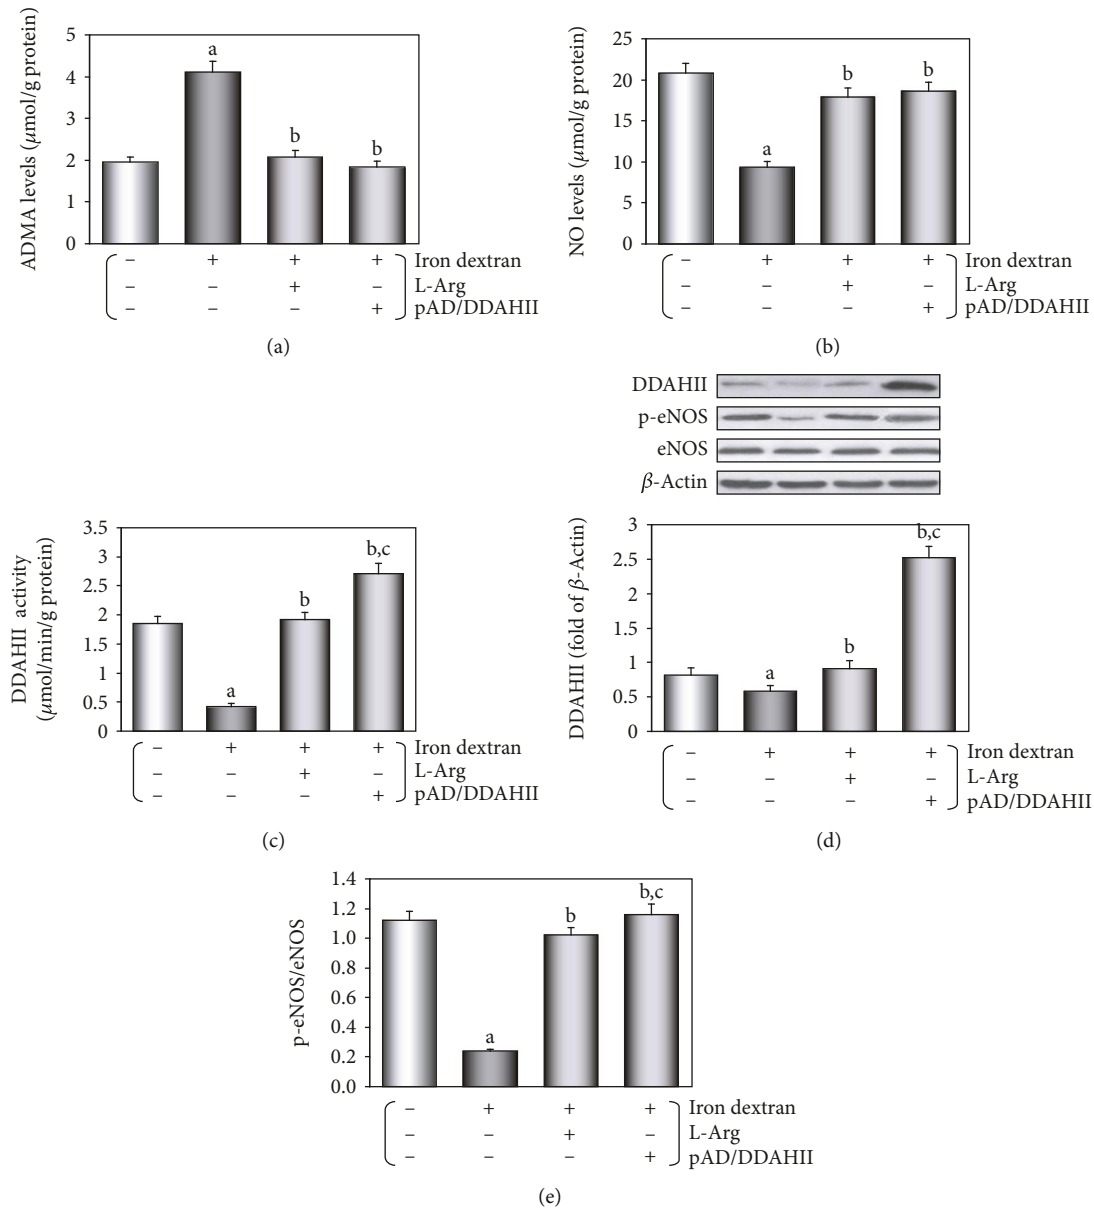 ADMA levels (μmol/g protein)
5
4
3
2
1
0
a
b
b
− + + + Iron dextran
− − + − L-Arg
− − − + pAD/DDAHII
(a)
NO levels (μmol/g protein)
25
20
15
10
5
0
a
b
b
− + + + Iron dextran
− − + − L-Arg
− − − + pAD/DDAHII
(b)
DDAHII activity
(μmol/min/g protein)
3.5
3
2.5
2
1.5
1
0.5
0
a
b
b,c
− + + + Iron dextran
− − + − L-Arg
− − − + pAD/DDAHII
(c)
DDAHII
p-eNOS
eNOS
β-Actin
DDAHII (fold of β-Actin)
3
2.5
2
1.5
1
0.5
0
a
b
b,c
− + + + Iron dextran
− − + − L-Arg
− − − + pAD/DDAHII
(d)
p-eNOS/eNOS
1.4
1.2
1.0
0.8
0.6
0.4
0.2
0.0
a
b
b,c
− + + + Iron dextran
− − + − L-Arg
− − − + pAD/DDAHII
(e)